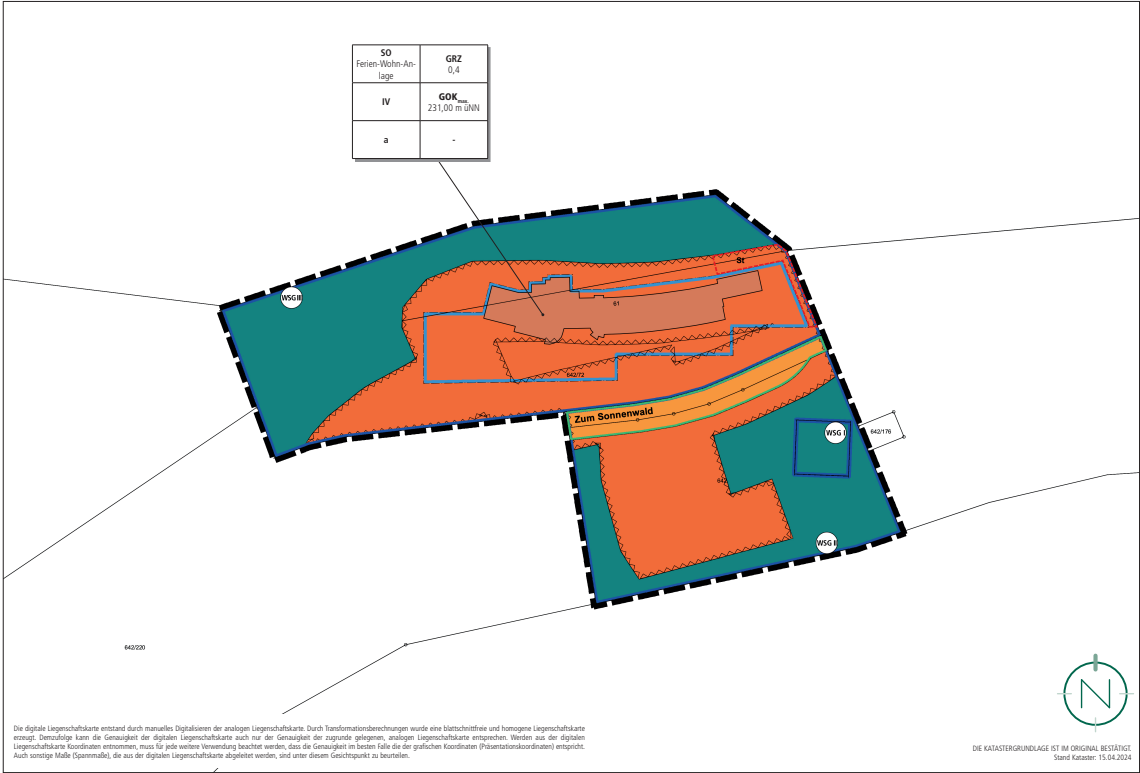 SO
Ferien-Wohn-An-
lage
GRZ
0,4
IV
GOKmax.
231,00 m üNN
a
-
St
WSG III
61
642/72
Zum Sonnenwald
WSG I
642/176
642
WSG II
642/220
N
Die digitale Liegenschaftskarte entstand durch manuelles Digitalisieren der analogen Liegenschaftskarte. Durch Transformationsberechnungen wurde eine blattschnittfreie und homogene Liegenschaftskarte
erzeugt. Demzufolge kann die Genauigkeit der digitalen Liegenschaftskarte auch nur der Genauigkeit der zugrunde gelegenen, analogen Liegenschaftskarte entsprechen. Werden aus der digitalen
Liegenschaftskarte Koordinaten entnommen, muss für jede weitere Verwendung beachtet werden, dass die Genauigkeit im besten Falle die der grafischen Koordinaten (Präsentationskoordinaten) entspricht.
Auch sonstige Maße (Spannmaße), die aus der digitalen Liegenschaftskarte abgeleitet werden, sind unter diesem Gesichtspunkt zu beurteilen.
DIE KATASTERGRUNDLAGE IST IM ORIGINAL BESTÄTIGT.
Stand Kataster: 15.04.2024